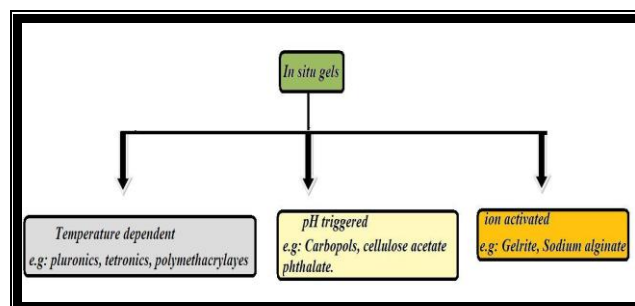 In situ gels
Temperature dependent
e.g: pluronics, tetronics, polymethacrylayes
pH triggered
e.g: Carbopols, cellulose acetate
phthalate.
ion activated
e.g: Gelrite, Sodium alginate